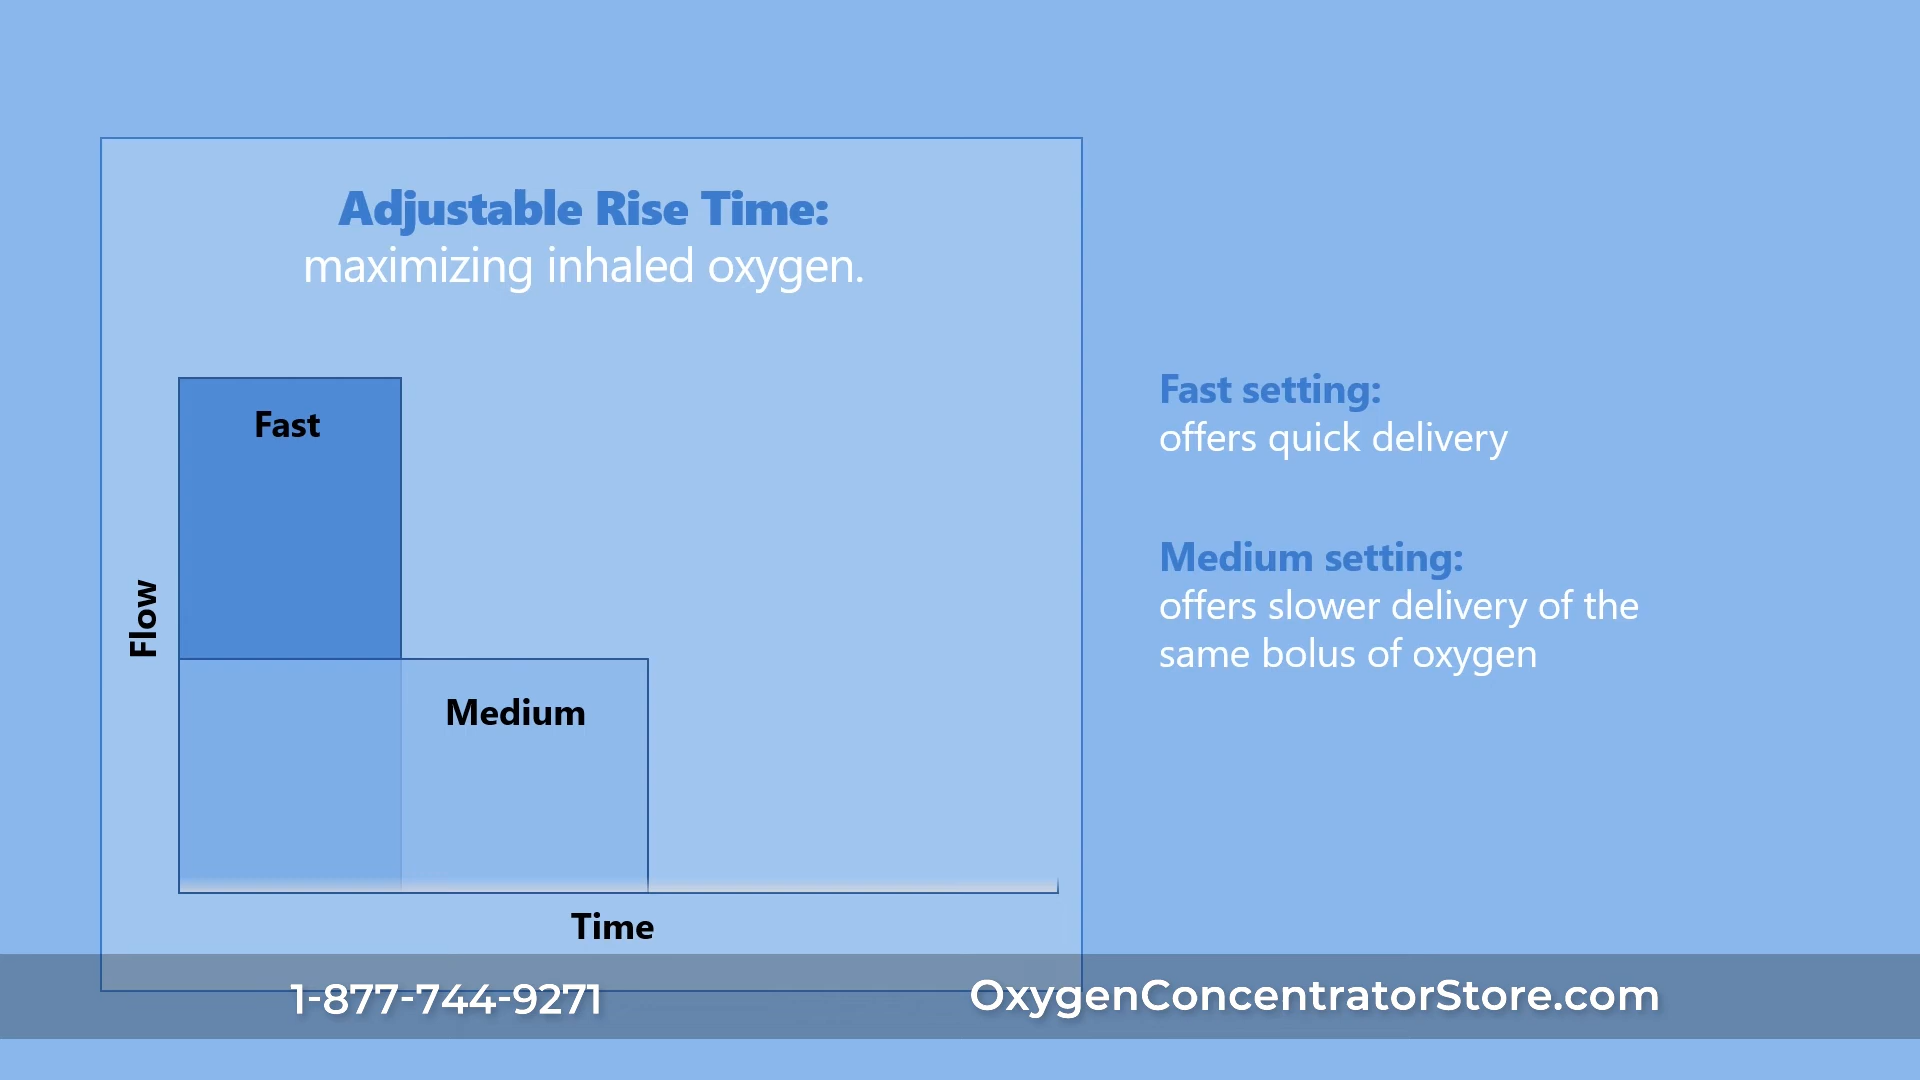 Adjustable Rise Time:
maximizing inhaled oxygen.
Fast
Medium
Flow
Time
Fast setting:
offers quick delivery
Medium setting:
offers slower delivery of the
same bolus of oxygen
1-877-744-9271
OxygenConcentratorStore.com